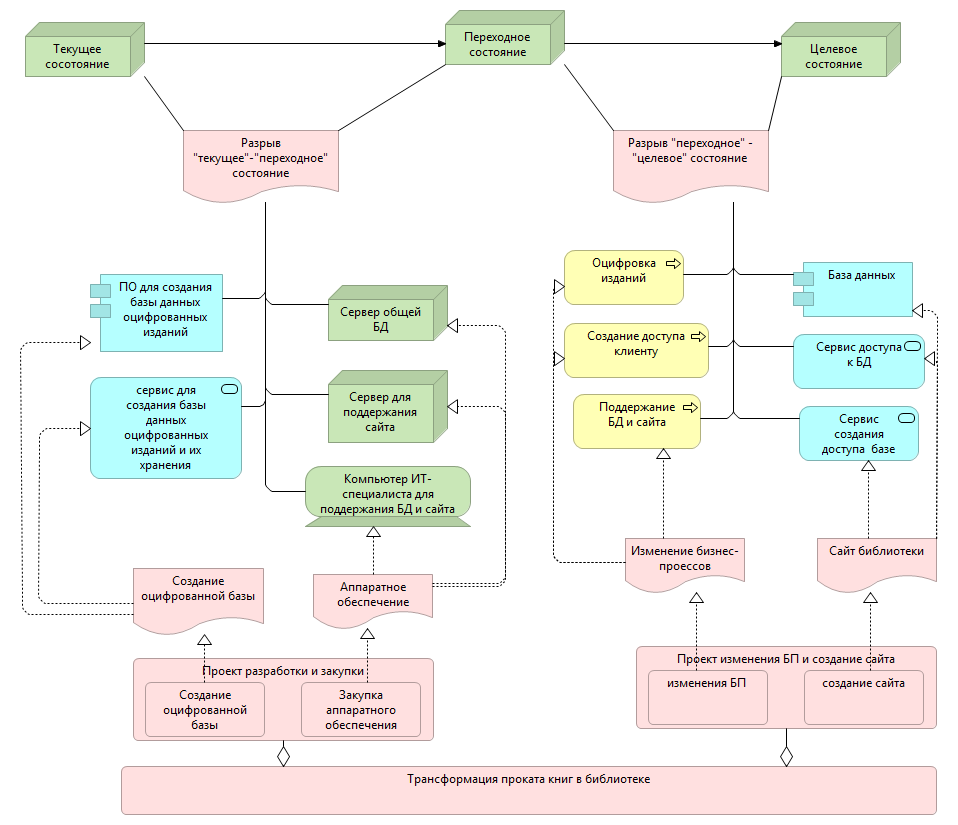 Текущее
сосотояние
Переходное
состояние
Целевое
состояние
Разрыв
"текущее"-"переходное"
состояние
Разрыв "переходное" -
"целевое" состояние
ПО для создания
базы данных
оцифрованных
изданий
Сервер общей
БД
Оцифровка
изданий
База данных
Создание доступа
клиенту
Сервис доступа
к БД
сервис для
создания базы
данных
оцифрованных
изданий и их
хранения
Сервер для
поддержания
сайта
Поддержание
БД и сайта
Сервис
создания
доступа базе
Компьютер ИТ-
специалиста для
поддержания БД и сайта
Создание
оцифрованной базы
Аппаратное
обеспечение
Изменение бизнес-
проессов
Сайт библиотеки
Проект разработки и закупки
Создание
оцифрованной
базы
Закупка
аппаратного
обеспечения
Проект изменения БП и создание сайта
изменения БП
создание сайта
Трансформация проката книг в библиотеке